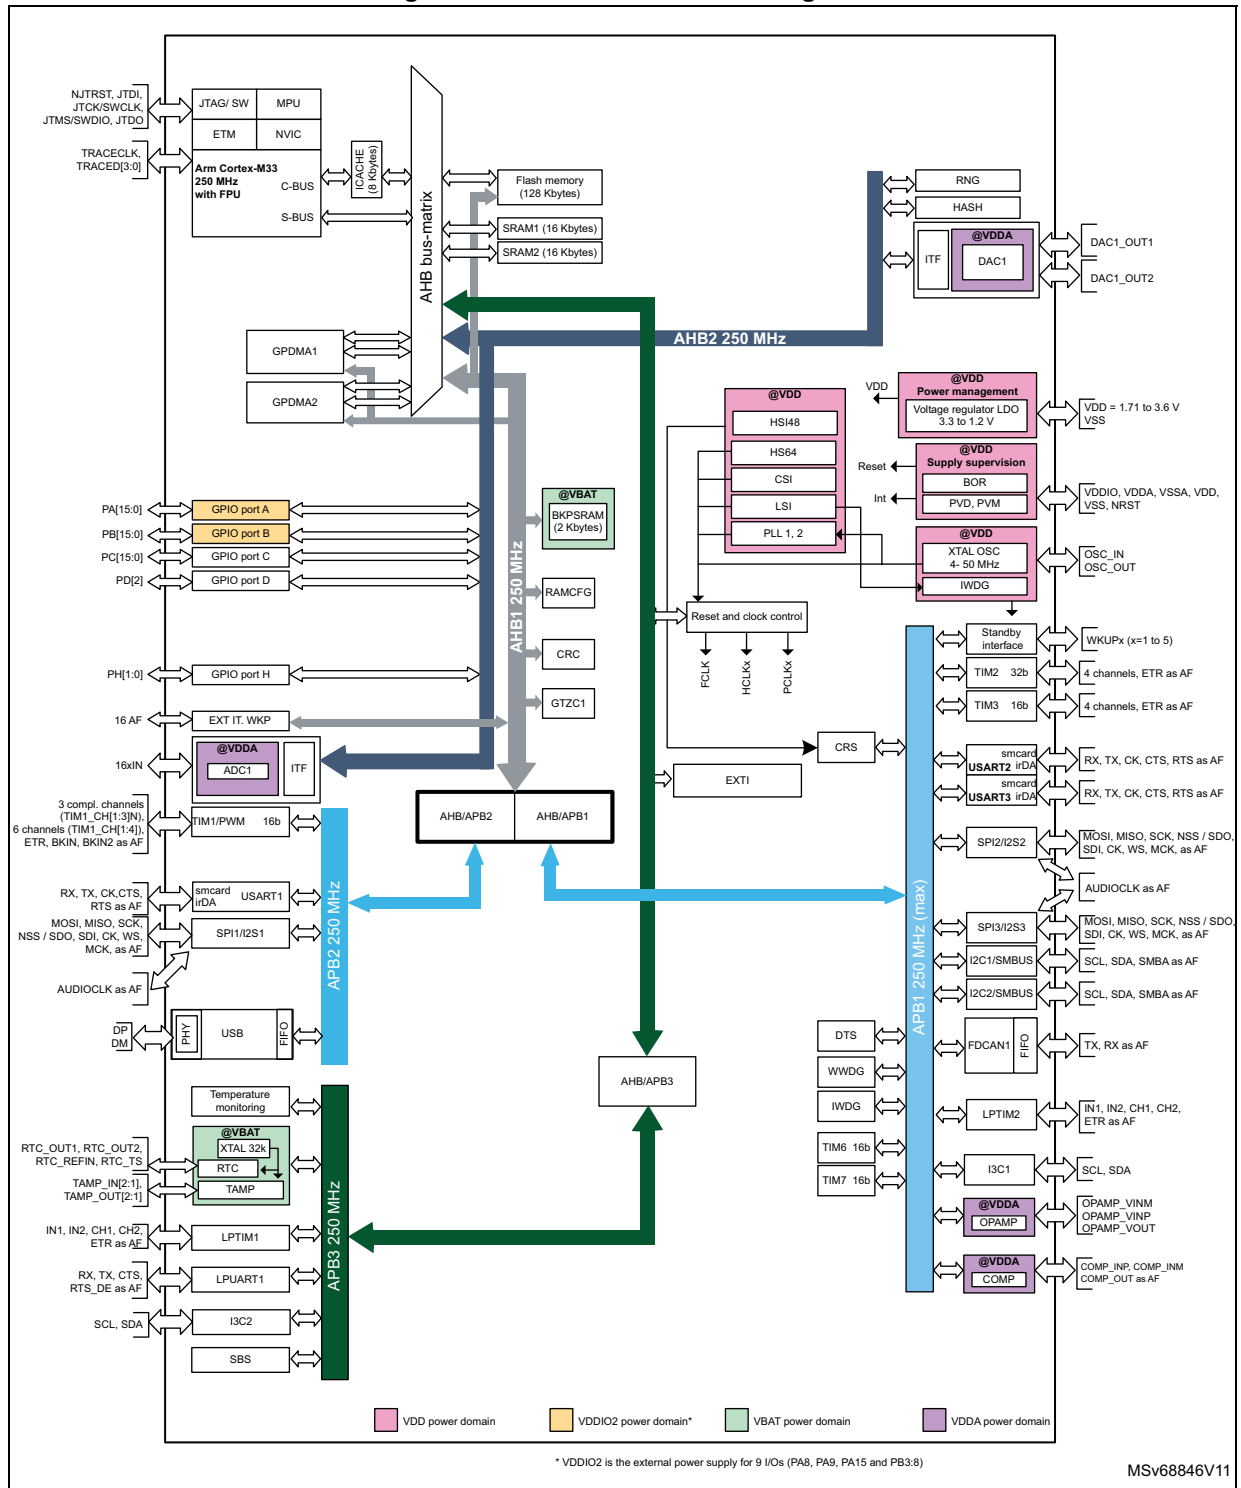 NJTRST, JTDI,
JTCK/SWCLK,
JTMS/SWDIO, JTDO
TRACECLK,
TRACED[3:0]
JTAG/ SW
MPU
ETM
NVIC
Arm Cortex-M33
250 MHz
with FPU
C-BUS
S-BUS
ICACHE
(8 Kbytes)
AHB bus-matrix
Flash memory
(128 Kbytes)
SRAM1 (16 Kbytes)
SRAM2 (16 Kbytes)
RNG
HASH
ITF
@VDDA
DAC1
DAC1_OUT1
DAC1_OUT2
GPDMA1
GPDMA2
AHB2 250 MHz
@VDD
HSI48
HS64
CSI
LSI
PLL 1, 2
VDD
@VDD
Power management
Voltage regulator LDO
3.3 to 1.2 V
VDD = 1.71 to 3.6 V
VSS
Reset
Int
@VDD
Supply supervision
BOR
PVD, PVM
VDDIO, VDDA, VSSA, VDD,
VSS, NRST
@VDD
XTAL OSC
4- 50 MHz
IWDG
OSC_IN
OSC_OUT
PA[15:0]
GPIO port A
PB[15:0]
GPIO port B
PC[15:0]
GPIO port C
PD[2]
GPIO port D
PH[1:0]
GPIO port H
16 AF
EXT IT. WKP
16xIN
@VDDA
ADC1
ITF
AHB1 250 MHz
@VBAT
BKPSRAM
(2 Kbytes)
RAMCFG
CRC
GTZC1
Reset and clock control
FCLK
HCLKx
PCLKx
CRS
EXTI
AHB/APB2
AHB/APB1
3 compl. channels
(TIM1_CH[1:3]N),
6 channels (TIM1_CH[1:4]),
ETR, BKIN, BKIN2 as AF
TIM1/PWM 16b
RX, TX, CK,CTS,
RTS as AF
smcard
irDA
USART1
MOSI, MISO, SCK,
NSS / SDO, SDI, CK, WS,
MCK, as AF
SPI1/I2S1
AUDIOCLK as AF
DP
DM
PHY
USB
FIFO
APB2 250 MHz
Standby
interface
WKUPx (x=1 to 5)
TIM2 32b
4 channels, ETR as AF
TIM3 16b
4 channels, ETR as AF
smcard
USART2 irDA
RX, TX, CK, CTS, RTS as AF
smcard
USART3 irDA
RX, TX, CK, CTS, RTS as AF
SPI2/I2S2
MOSI, MISO, SCK, NSS / SDO,
SDI, CK, WS, MCK, as AF
AUDIOCLK as AF
SPI3/I2S3
MOSI, MISO, SCK, NSS / SDO,
SDI, CK, WS, MCK, as AF
I2C1/SMBUS
SCL, SDA, SMBA as AF
I2C2/SMBUS
SCL, SDA, SMBA as AF
APB1 250 MHz (max)
DTS
WWDG
IWDG
TIM6 16b
TIM7 16b
FDCAN1
FIFO
TX, RX as AF
LPTIM2
IN1, IN2, CH1, CH2,
ETR as AF
I3C1
SCL, SDA
@VDDA
OPAMP
OPAMP_VINM
OPAMP_VINP
OPAMP_VOUT
@VDDA
COMP
COMP_INP, COMP_INM
COMP_OUT as AF
AHB/APB3
Temperature
monitoring
@VBAT
XTAL 32k
RTC
TAMP
RTC_OUT1, RTC_OUT2,
RTC_REFIN, RTC_TS
TAMP_IN[2:1],
TAMP_OUT[2:1]
IN1, IN2, CH1, CH2,
ETR as AF
LPTIM1
RX, TX, CTS,
RTS_DE as AF
LPUART1
SCL, SDA
I3C2
SBS
APB3 250 MHz
VDD power domain
VDDIO2 power domain*
VBAT power domain
VDDA power domain
* VDDIO2 is the external power supply for 9 I/Os (PA8, PA9, PA15 and PB3:8)
MSv68846V11